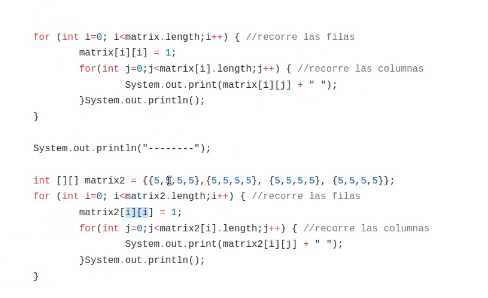 for (int i=0; i<matrix.length;i++) { //recorre las filas
matrix[i][i] = 1;
for(int j=0;j<matrix[i].length;j++) { //recorre las columnas
System.out.print(matrix[i][j] + " ");
}System.out.println();
}
System.out.println("--------");
int [][] matrix2 = {{5,5,5,5},{5,5,5,5}, {5,5,5,5}, {5,5,5,5}};
for (int i=0; i<matrix2.length;i++) { //recorre las filas
matrix2[i][i] = 1;
for(int j=0;j<matrix2[i].length;j++) { //recorre las columnas
System.out.print(matrix2[i][j] + " ");
}System.out.println();
}